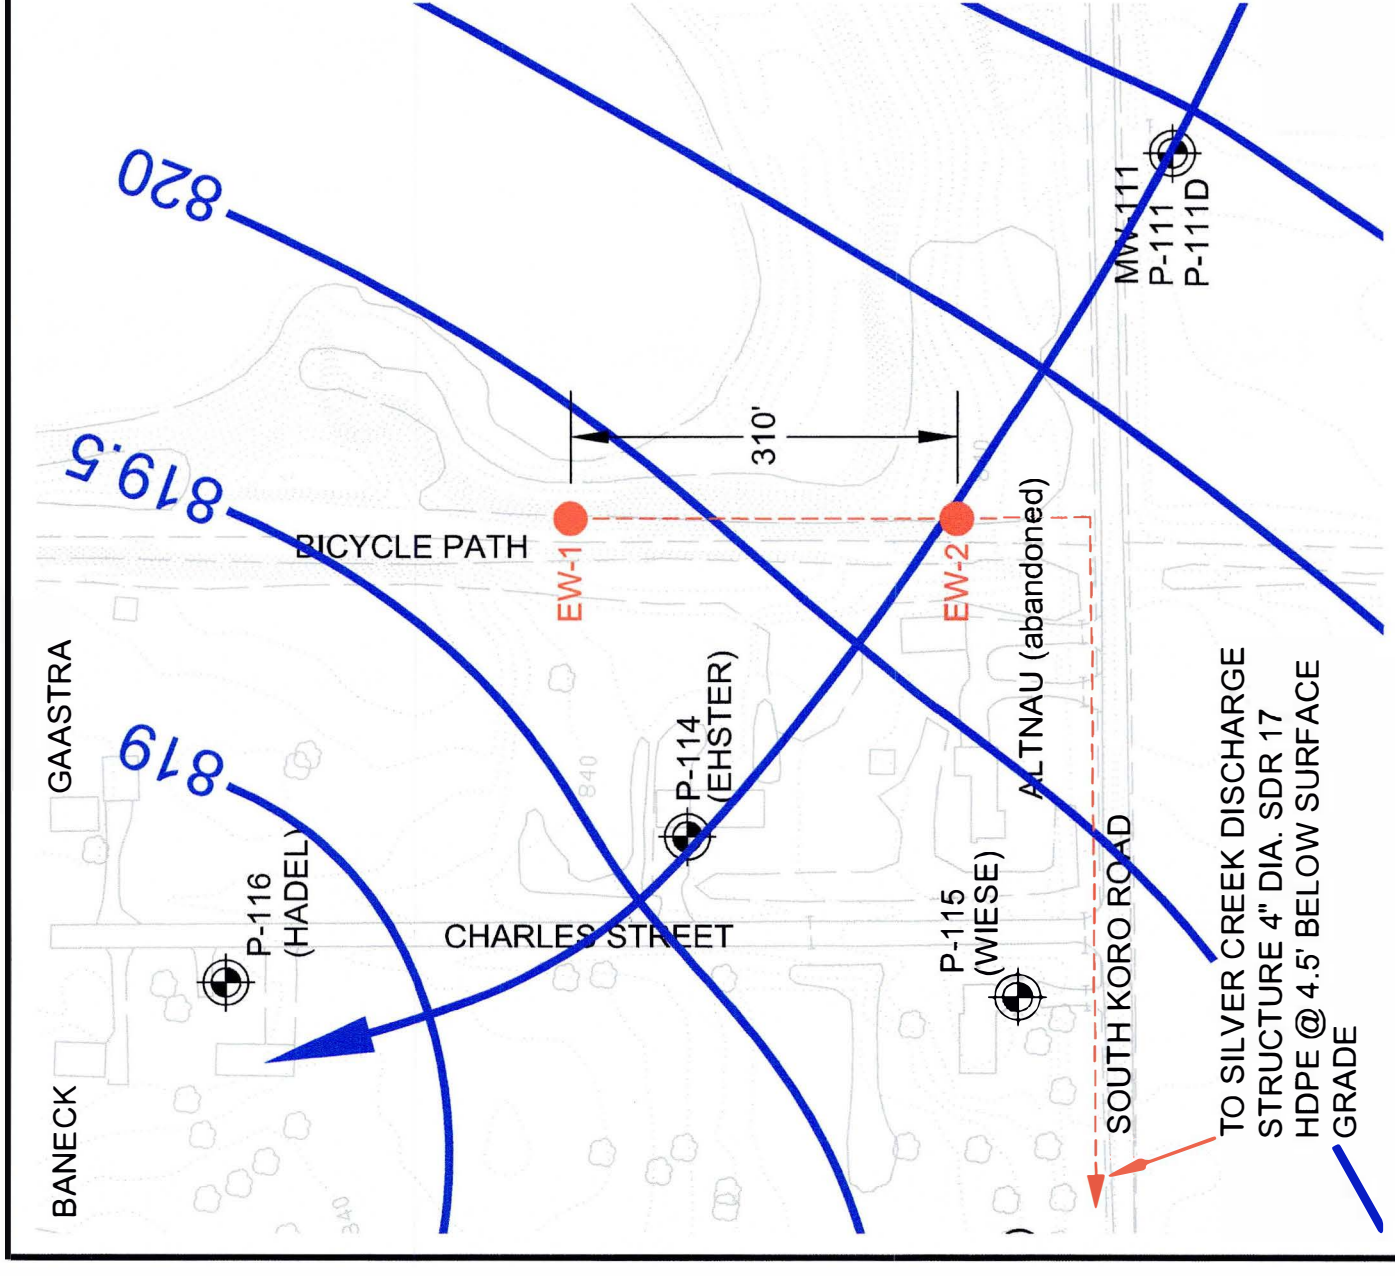 820
819.5
819
GAASTRA
BANECK
BICYCLE PATH
EW-1
310'
EW-2
MW-111
P-111
P-111D
ALTNAU (abandoned)
P-114
(EHSTER)
840
P-116
(HADEL)
CHARLES STREET
P-115
(WIESE)
SOUTH KORO ROAD
TO SILVER CREEK DISCHARGE
STRUCTURE 4" DIA. SDR 17
HDPE @ 4.5' BELOW SURFACE
GRADE